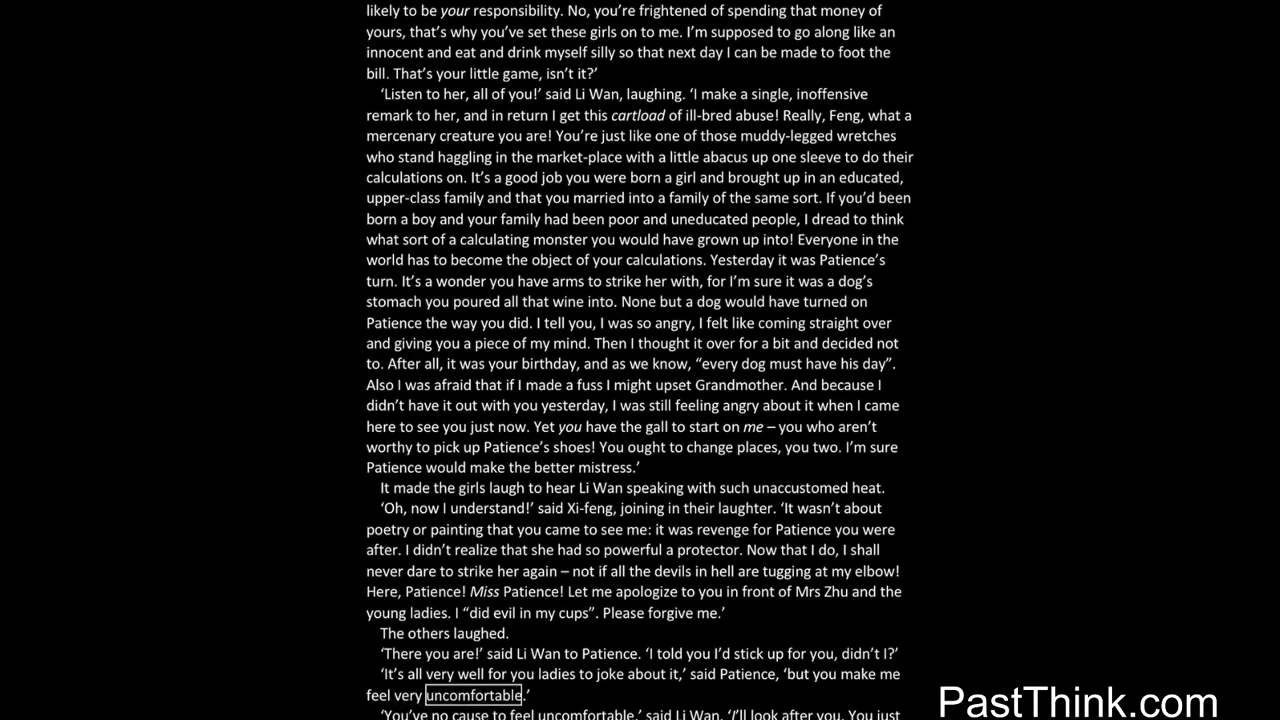 likely to be your responsibility. No, you’re frightened of spending that money of
yours, that’s why you’ve set these girls on to me. I’m supposed to go along like an
innocent and eat and drink myself silly so that next day I can be made to foot the
bill. That’s your little game, isn’t it?’
‘Listen to her, all of you!’ said Li Wan, laughing. ‘I make a single, inoffensive
remark to her, and in return I get this cartload of ill-bred abuse! Really, Feng, what a
mercenary creature you are! You’re just like one of those muddy-legged wretches
who stand haggling in the market-place with a little abacus up one sleeve to do their
calculations on. It’s a good job you were born a girl and brought up in an educated,
upper-class family and that you married into a family of the same sort. If you’d been
born a boy and your family had been poor and uneducated people, I dread to think
what sort of a calculating monster you would have grown up into! Everyone in the
world has to become the object of your calculations. Yesterday it was Patience’s
turn. It’s a wonder you have arms to strike her with, for I’m sure it was a dog’s
stomach you poured all that wine into. None but a dog would have turned on
Patience the way you did. I tell you, I was so angry, I felt like coming straight over
and giving you a piece of my mind. Then I thought it over for a bit and decided not
to. After all, it was your birthday, and as we know, “every dog must have his day”.
Also I was afraid that if I made a fuss I might upset Grandmother. And because I
didn’t have it out with you yesterday, I was still feeling angry about it when I came
here to see you just now. Yet you have the gall to start on me – you who aren’t
worthy to pick up Patience’s shoes! You ought to change places, you two. I’m sure
Patience would make the better mistress.’
It made the girls laugh to hear Li Wan speaking with such unaccustomed heat.
‘Oh, now I understand!’ said Xi-feng, joining in their laughter. ‘It wasn’t about
poetry or painting that you came to see me: it was revenge for Patience you were
after. I didn’t realize that she had so powerful a protector. Now that I do, I shall
never dare to strike her again – not if all the devils in hell are tugging at my elbow!
Here, Patience! Miss Patience! Let me apologize to you in front of Mrs Zhu and the
young ladies. I “did evil in my cups”. Please forgive me.’
The others laughed.
‘There you are!’ said Li Wan to Patience. ‘I told you I’d stick up for you, didn’t I?’
‘It’s all very well for you ladies to joke about it,’ said Patience, ‘but you make me
feel very uncomfortable.’
‘You’ve no cause to feel uncomfortable,’ said Li Wan. ‘I’ll look after you. You just
PastThink.com